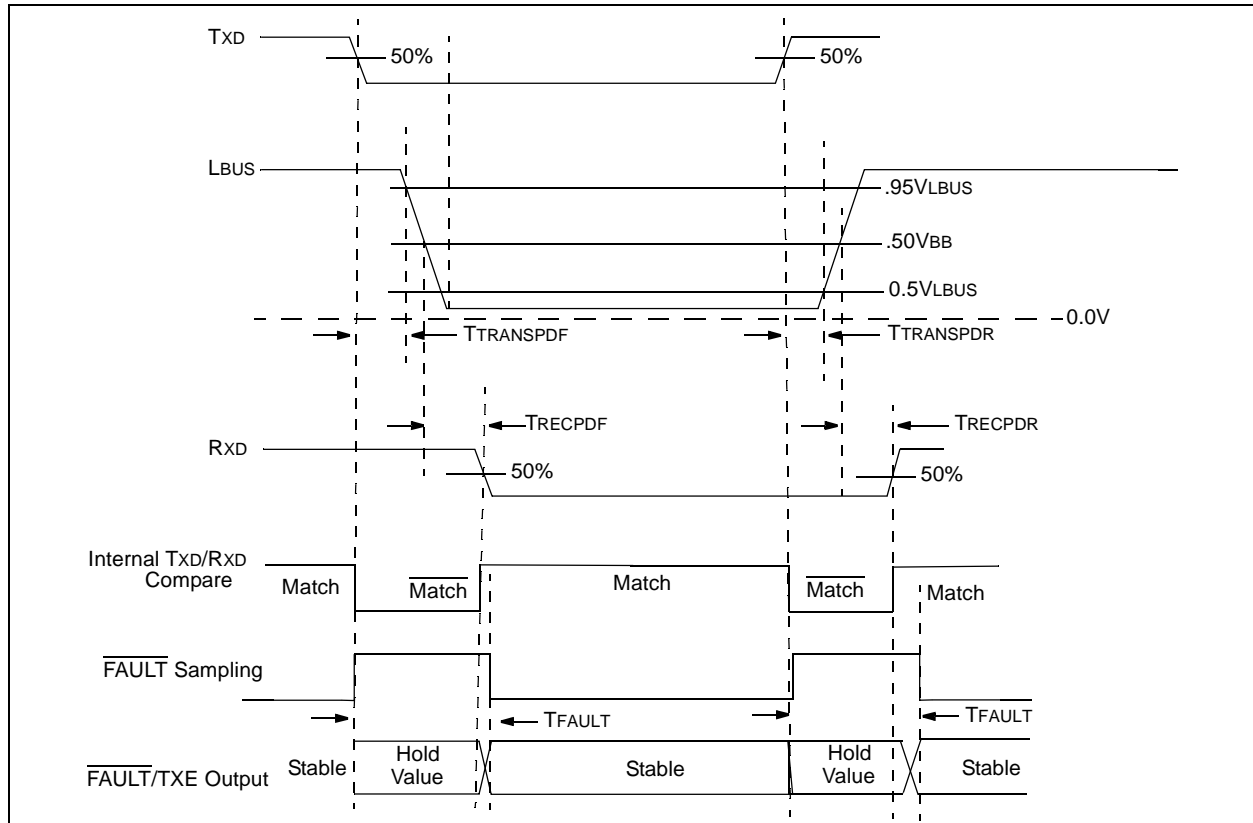 TXD
50%
50%
LBUS
.95VLBUS
.50VBB
0.5VLBUS
0.0V
TTRANSPDF
TTRANSPDR
TRECPDF
TRECPDR
RXD
50%
50%
Internal TXD/RXD
Compare
Match
Match
Match
Match
Match
FAULT Sampling
TFAULT
TFAULT
FAULT/TXE Output
Stable
Hold
Value
Stable
Hold
Value
Stable